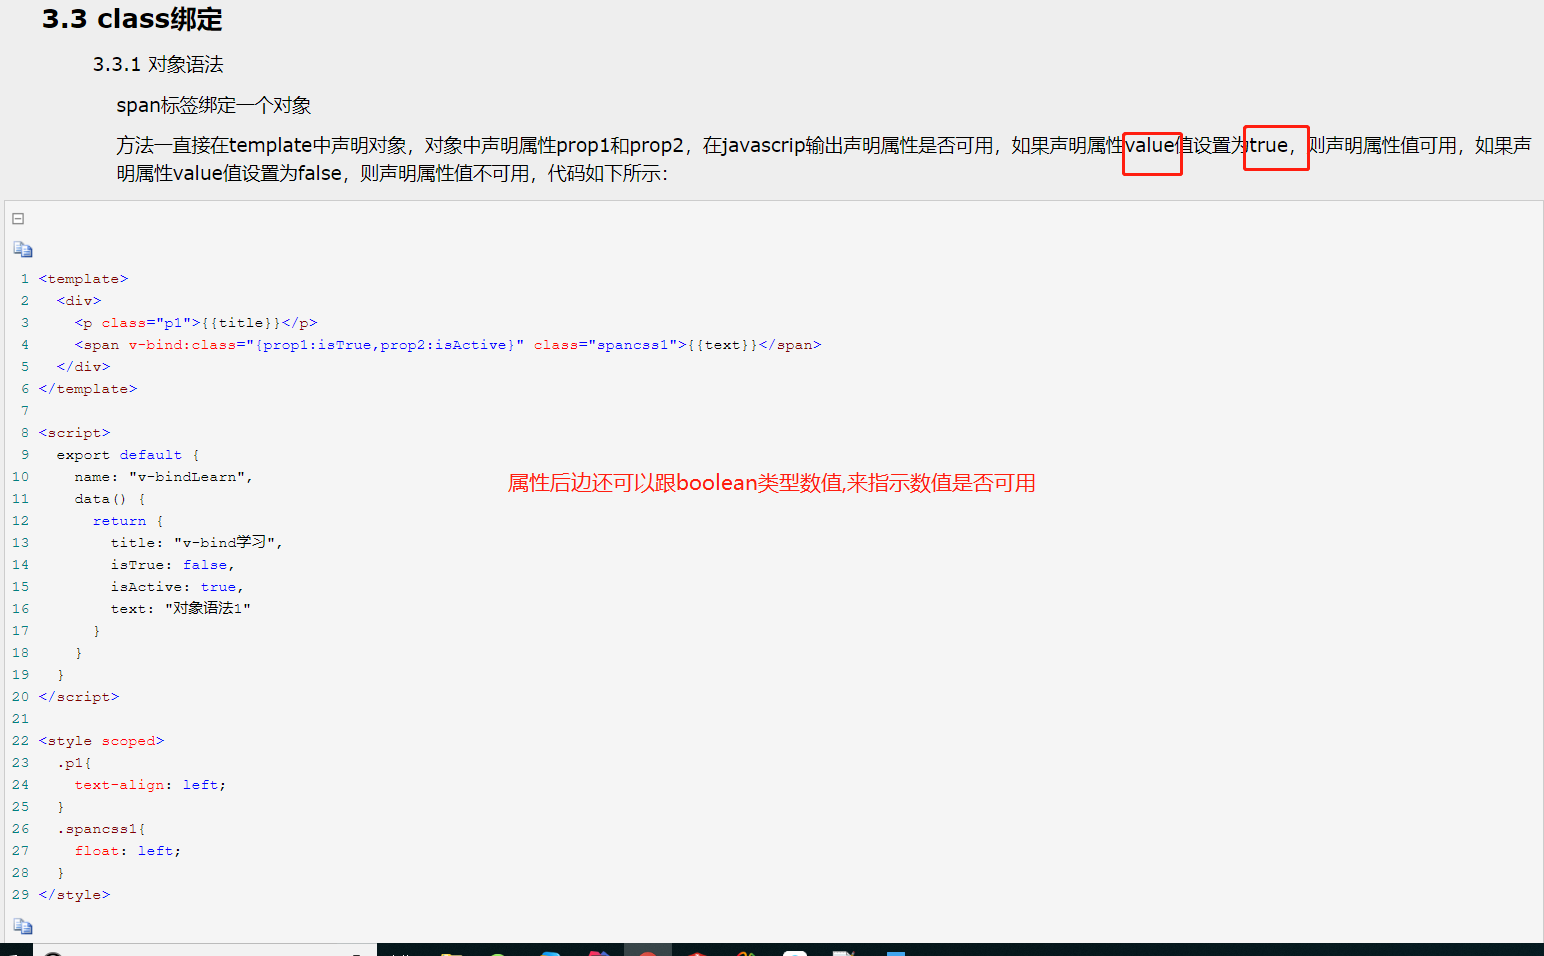 3.3 class绑定
3.3.1 对象语法
span标签绑定一个对象
方法一直接在template中声明对象，对象中声明属性prop1和prop2，在javascrip输出声明属性是否可用，如果声明属性value值设置为true，则声明属性值可用，如果声
明属性value值设置为false，则声明属性值不可用，代码如下所示：
1 <template>
2   <div>
3     <p class="p1">{{title}}</p>
4     <span v-bind:class="{prop1:isTrue,prop2:isActive}" class="spancss1">{{text}}</span>
5   </div>
6 </template>
7
8 <script>
9   export default {
10     name: "v-bindLearn",
属性后边还可以跟boolean类型数值,来指示数值是否可用
11     data() {
12       return {
13         title: "v-bind学习",
14         isTrue: false,
15         isActive: true,
16         text: "对象语法1"
17       }
18     }
19   }
20 </script>
21
22 <style scoped>
23   .p1{
24     text-align: left;
25   }
26   .spancss1{
27     float: left;
28   }
29 </style>